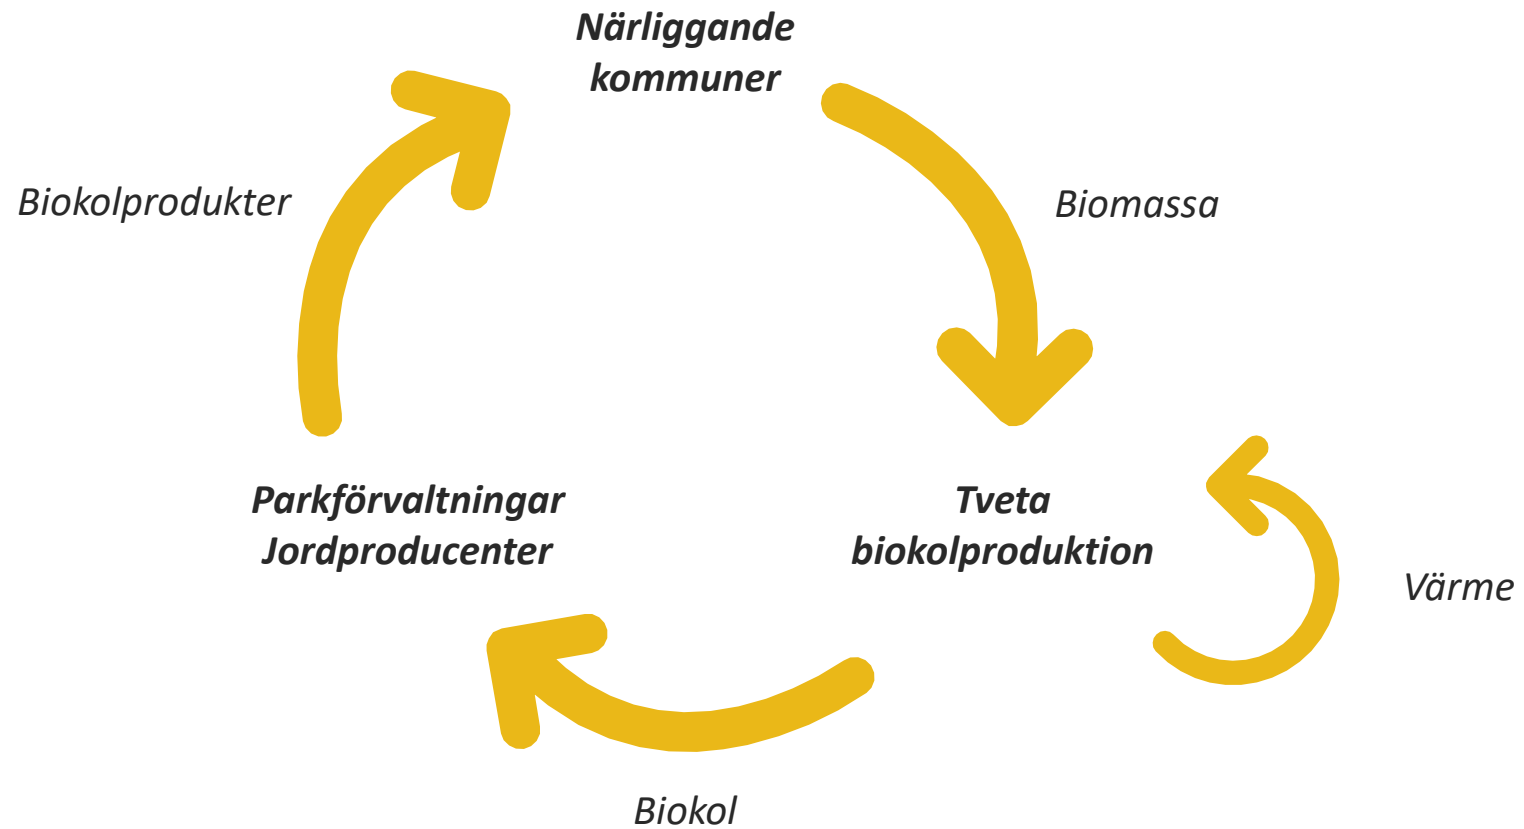 Närliggande
kommuner
Biokolprodukter
Biomassa
Parkförvaltningar
Jordproducenter
Tveta
biokolproduktion
Värme
Biokol